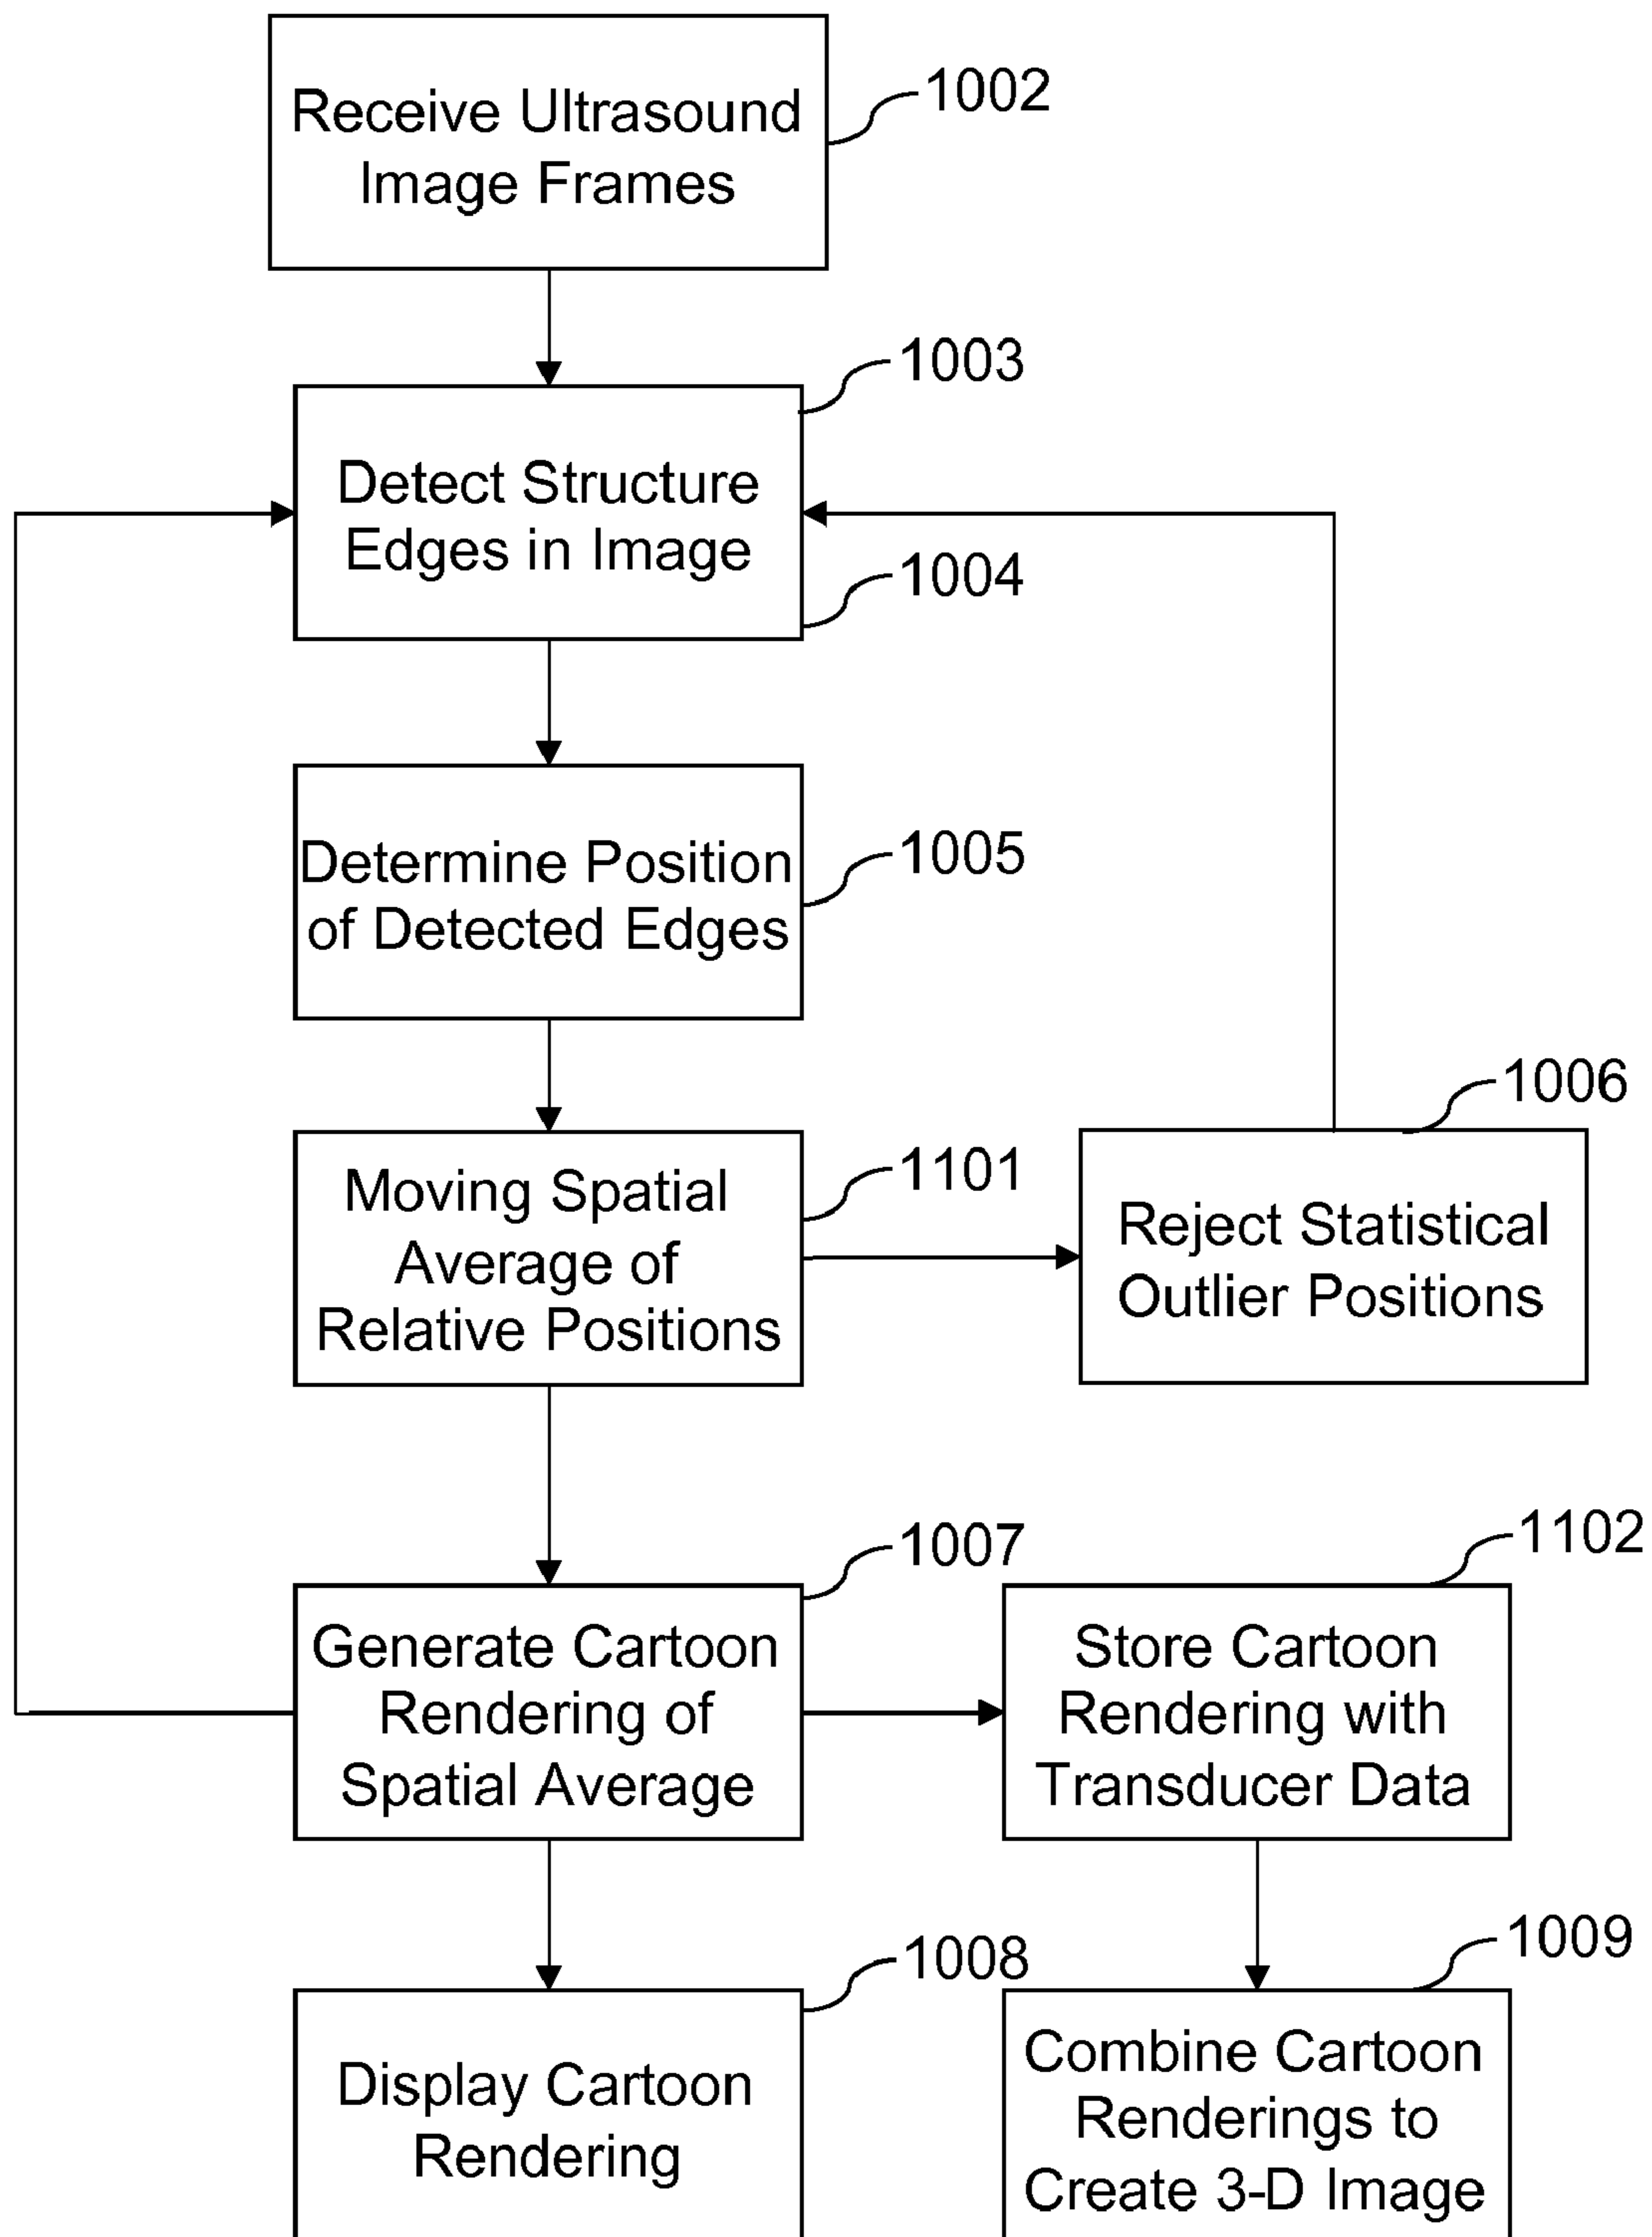 Receive Ultrasound
Image Frames
1002
1003
Detect Structure
Edges in Image
1004
Determine Position
of Detected Edges
1005
Moving Spatial
Average of
Relative Positions
1101
1006
Reject Statistical
Outlier Positions
1007
Generate Cartoon
Rendering of
Spatial Average
1102
Store Cartoon
Rendering with
Transducer Data
1008
Display Cartoon
Rendering
1009
Combine Cartoon
Renderings to
Create 3-D Image